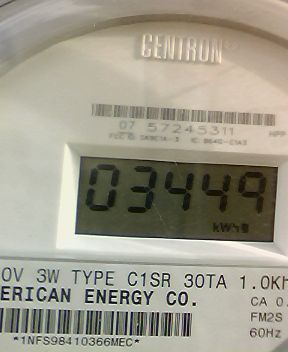 CENTRON®
07 57245311
HPP
03449
kWh
0V 3W TYPE C1SR 30TA 1.0Kh
ERICAN ENERGY CO.
CA 0.
FM2S
60Hz
*1NFS98410366MEC*